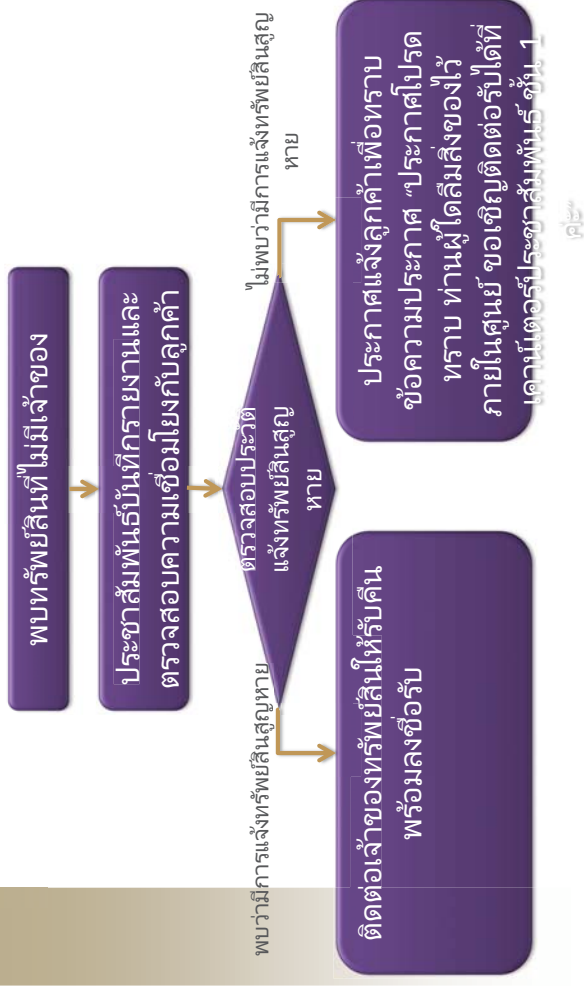 พบทรัพย์สินที่ไม่มีเจ้าของ
ประชาสัมพันธ์บันทึกรายงานและ
ตรวจสอบความเชื่อมโยงกับลูกค้า
ตรวจสอบประวัติ
แจ้งทรัพย์สินสูญ
หาย
พบว่ามีการแจ้งทรัพย์สินสูญหาย
ไม่พบว่ามีการแจ้งทรัพย์สินสูญ
หาย
ติดต่อเจ้าของทรัพย์สินให้รับคืน
พร้อมลงชื่อรับ
ประกาศแจ้งลูกค้าเพื่อทราบ
ข้อความประกาศ “ประกาศโปรด
ทราบ ท่านผู้ใดลืมสิ่งของไว้
ภายในศูนย์ ขอเชิญติดต่อรับได้ที่
เคาน์เตอร์ประชาสัมพันธ์ ชั้น 1
ค่ะ”